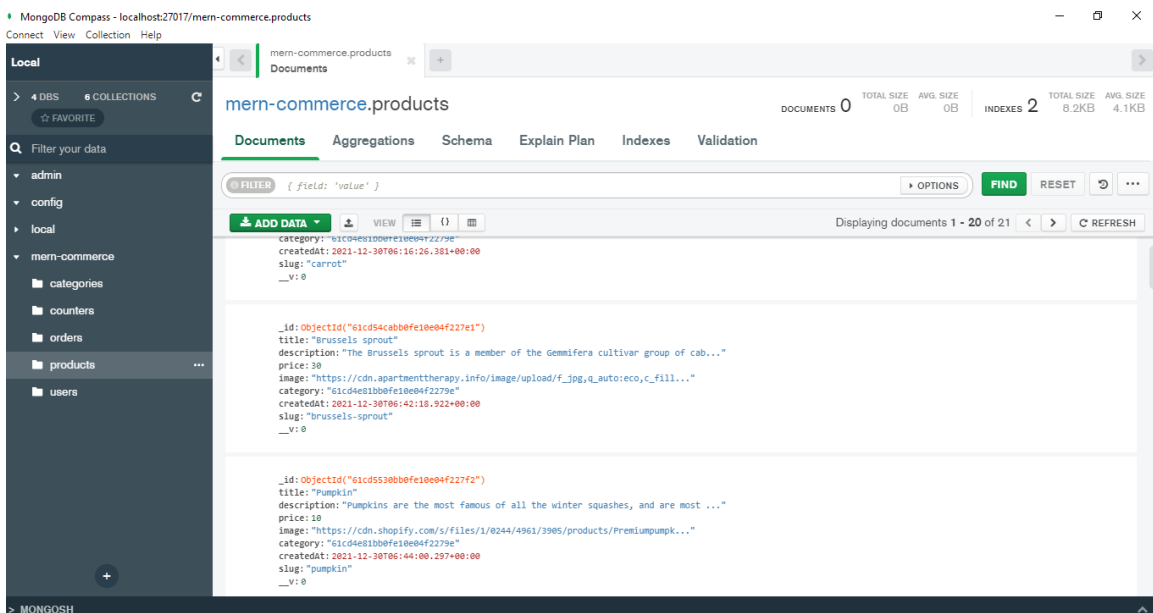 MongoDB Compass - localhost:27017/mern-commerce.products
Connect View Collection Help
Local
4 DBS 6 COLLECTIONS
FAVORITE
Filter your data
admin
config
local
mern-commerce
categories
counters
orders
products
users
MONGOSH
mern-commerce.products
Documents
mern-commerce.products
DOCUMENTS 0 TOTAL SIZE 0B AVG. SIZE 0B INDEXES 2 TOTAL SIZE 8.2KB AVG. SIZE 4.1KB
Documents Aggregations Schema Explain Plan Indexes Validation
FILTER { field: 'value' } OPTIONS FIND RESET
ADD DATA VIEW {} Displaying documents 1 - 20 of 21 REFRESH
category: "61cd4e81bb0fe10e04f2279e"
createdAt: 2021-12-30T06:16:26.381+00:00
slug: "carrot"
__v: 0
_id: ObjectId("61cd54cabb0fe10e04f227e1")
title: "Brussels sprout"
description: "The Brussels sprout is a member of the Gemmifera cultivar group of cab..."
price: 30
image: "https://cdn.apartmenttherapy.info/image/upload/f_jpg,q_auto:eco,c_fill..."
category: "61cd4e81bb0fe10e04f2279e"
createdAt: 2021-12-30T06:42:18.922+00:00
slug: "brussels-sprout"
__v: 0
_id: ObjectId("61cd5530bb0fe10e04f227f2")
title: "Pumpkin"
description: "Pumpkins are the most famous of all the winter squashes, and are most ..."
price: 10
image: "https://cdn.shopify.com/s/files/1/0244/4961/3905/products/Premiumpumpk..."
category: "61cd4e81bb0fe10e04f2279e"
createdAt: 2021-12-30T06:44:00.297+00:00
slug: "pumpkin"
__v: 0